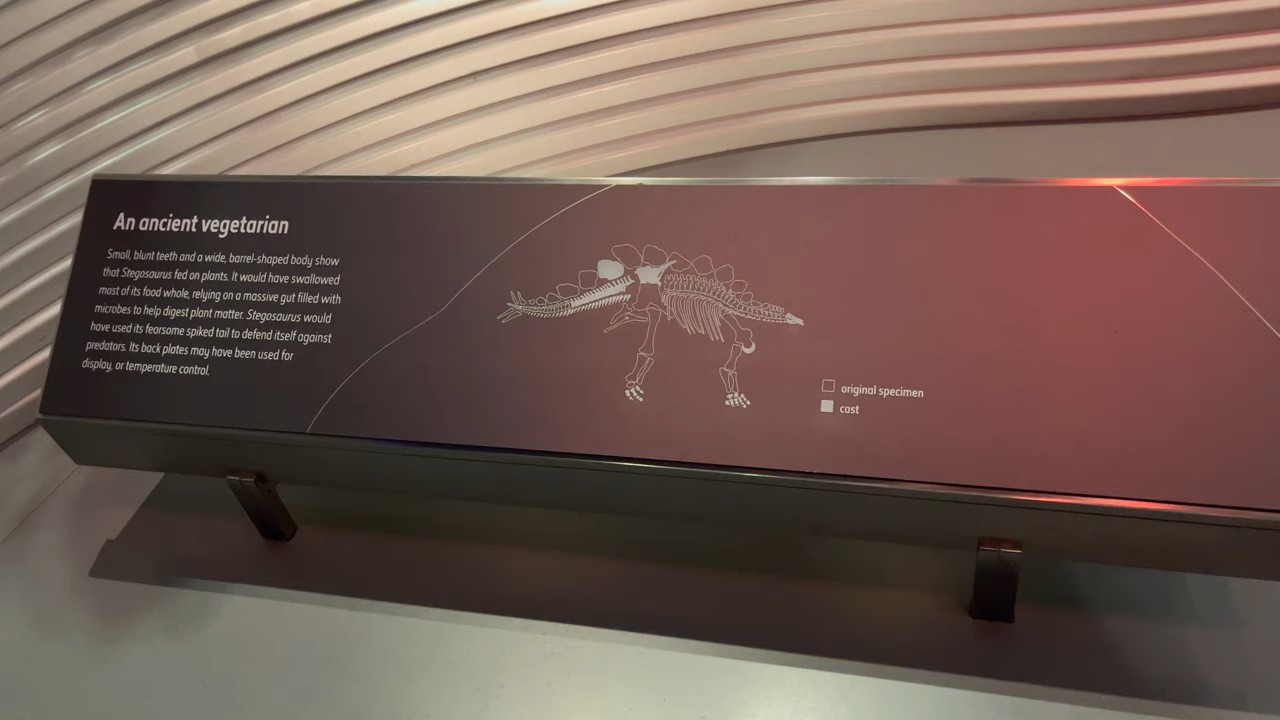 An ancient vegetarian
Small, blunt teeth and a wide, barrel-shaped body show
that Stegosaurus fed on plants. It would have swallowed
most of its food whole, relying on a massive gut filled with
microbes to help digest plant matter. Stegosaurus would
have used its fearsome spiked tail to defend itself against
predators. Its back plates may have been used for
display, or temperature control.
original specimen
cast